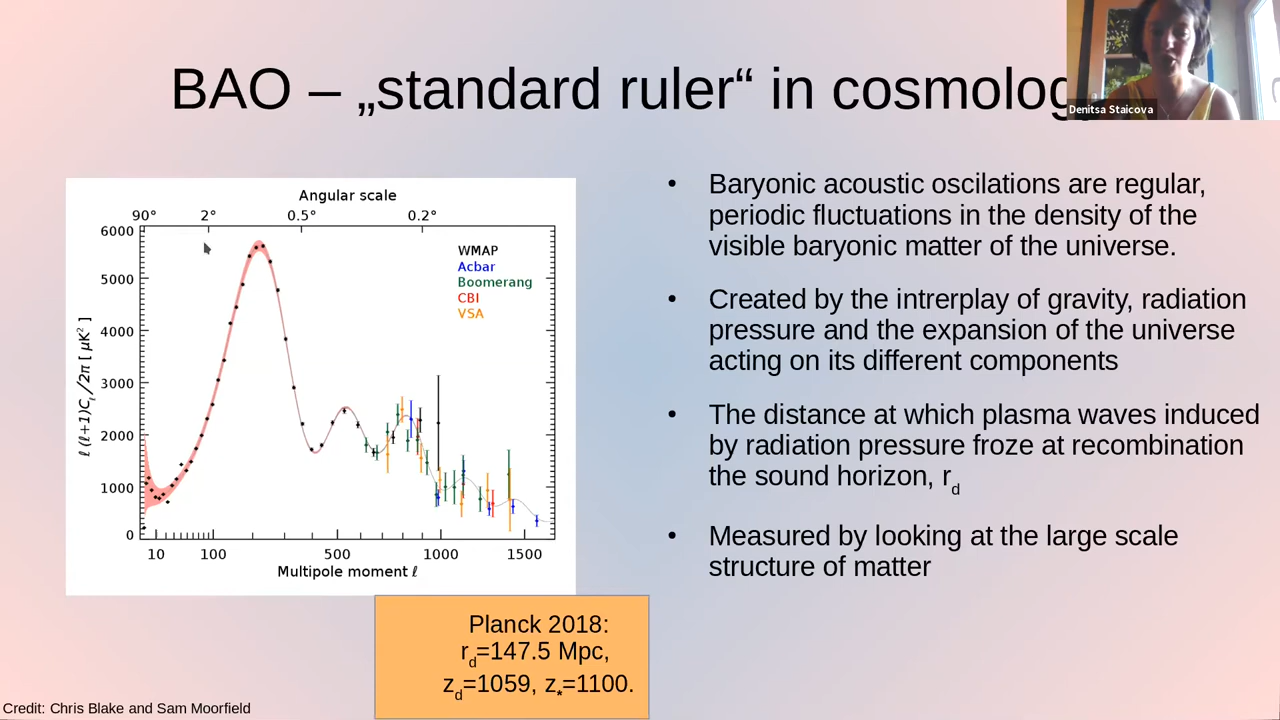 BAO – „standard ruler“ in cosmolog
Denitsa Staicova
Angular scale
90° 2° 0.5° 0.2°
6000
5000
4000
3000
2000
1000
0
ℓ(ℓ+1)Cℓ/2π [μK²]
WMAP
Acbar
Boomerang
CBI
VSA
10 100 500 1000 1500
Multipole moment ℓ
Planck 2018:
rd=147.5 Mpc,
zd=1059, z*=1100.
Credit: Chris Blake and Sam Moorfield
• Baryonic acoustic oscilations are regular,
periodic fluctuations in the density of the
visible baryonic matter of the universe.
• Created by the intrerplay of gravity, radiation
pressure and the expansion of the universe
acting on its different components
• The distance at which plasma waves induced
by radiation pressure froze at recombination
the sound horizon, rd
• Measured by looking at the large scale
structure of matter